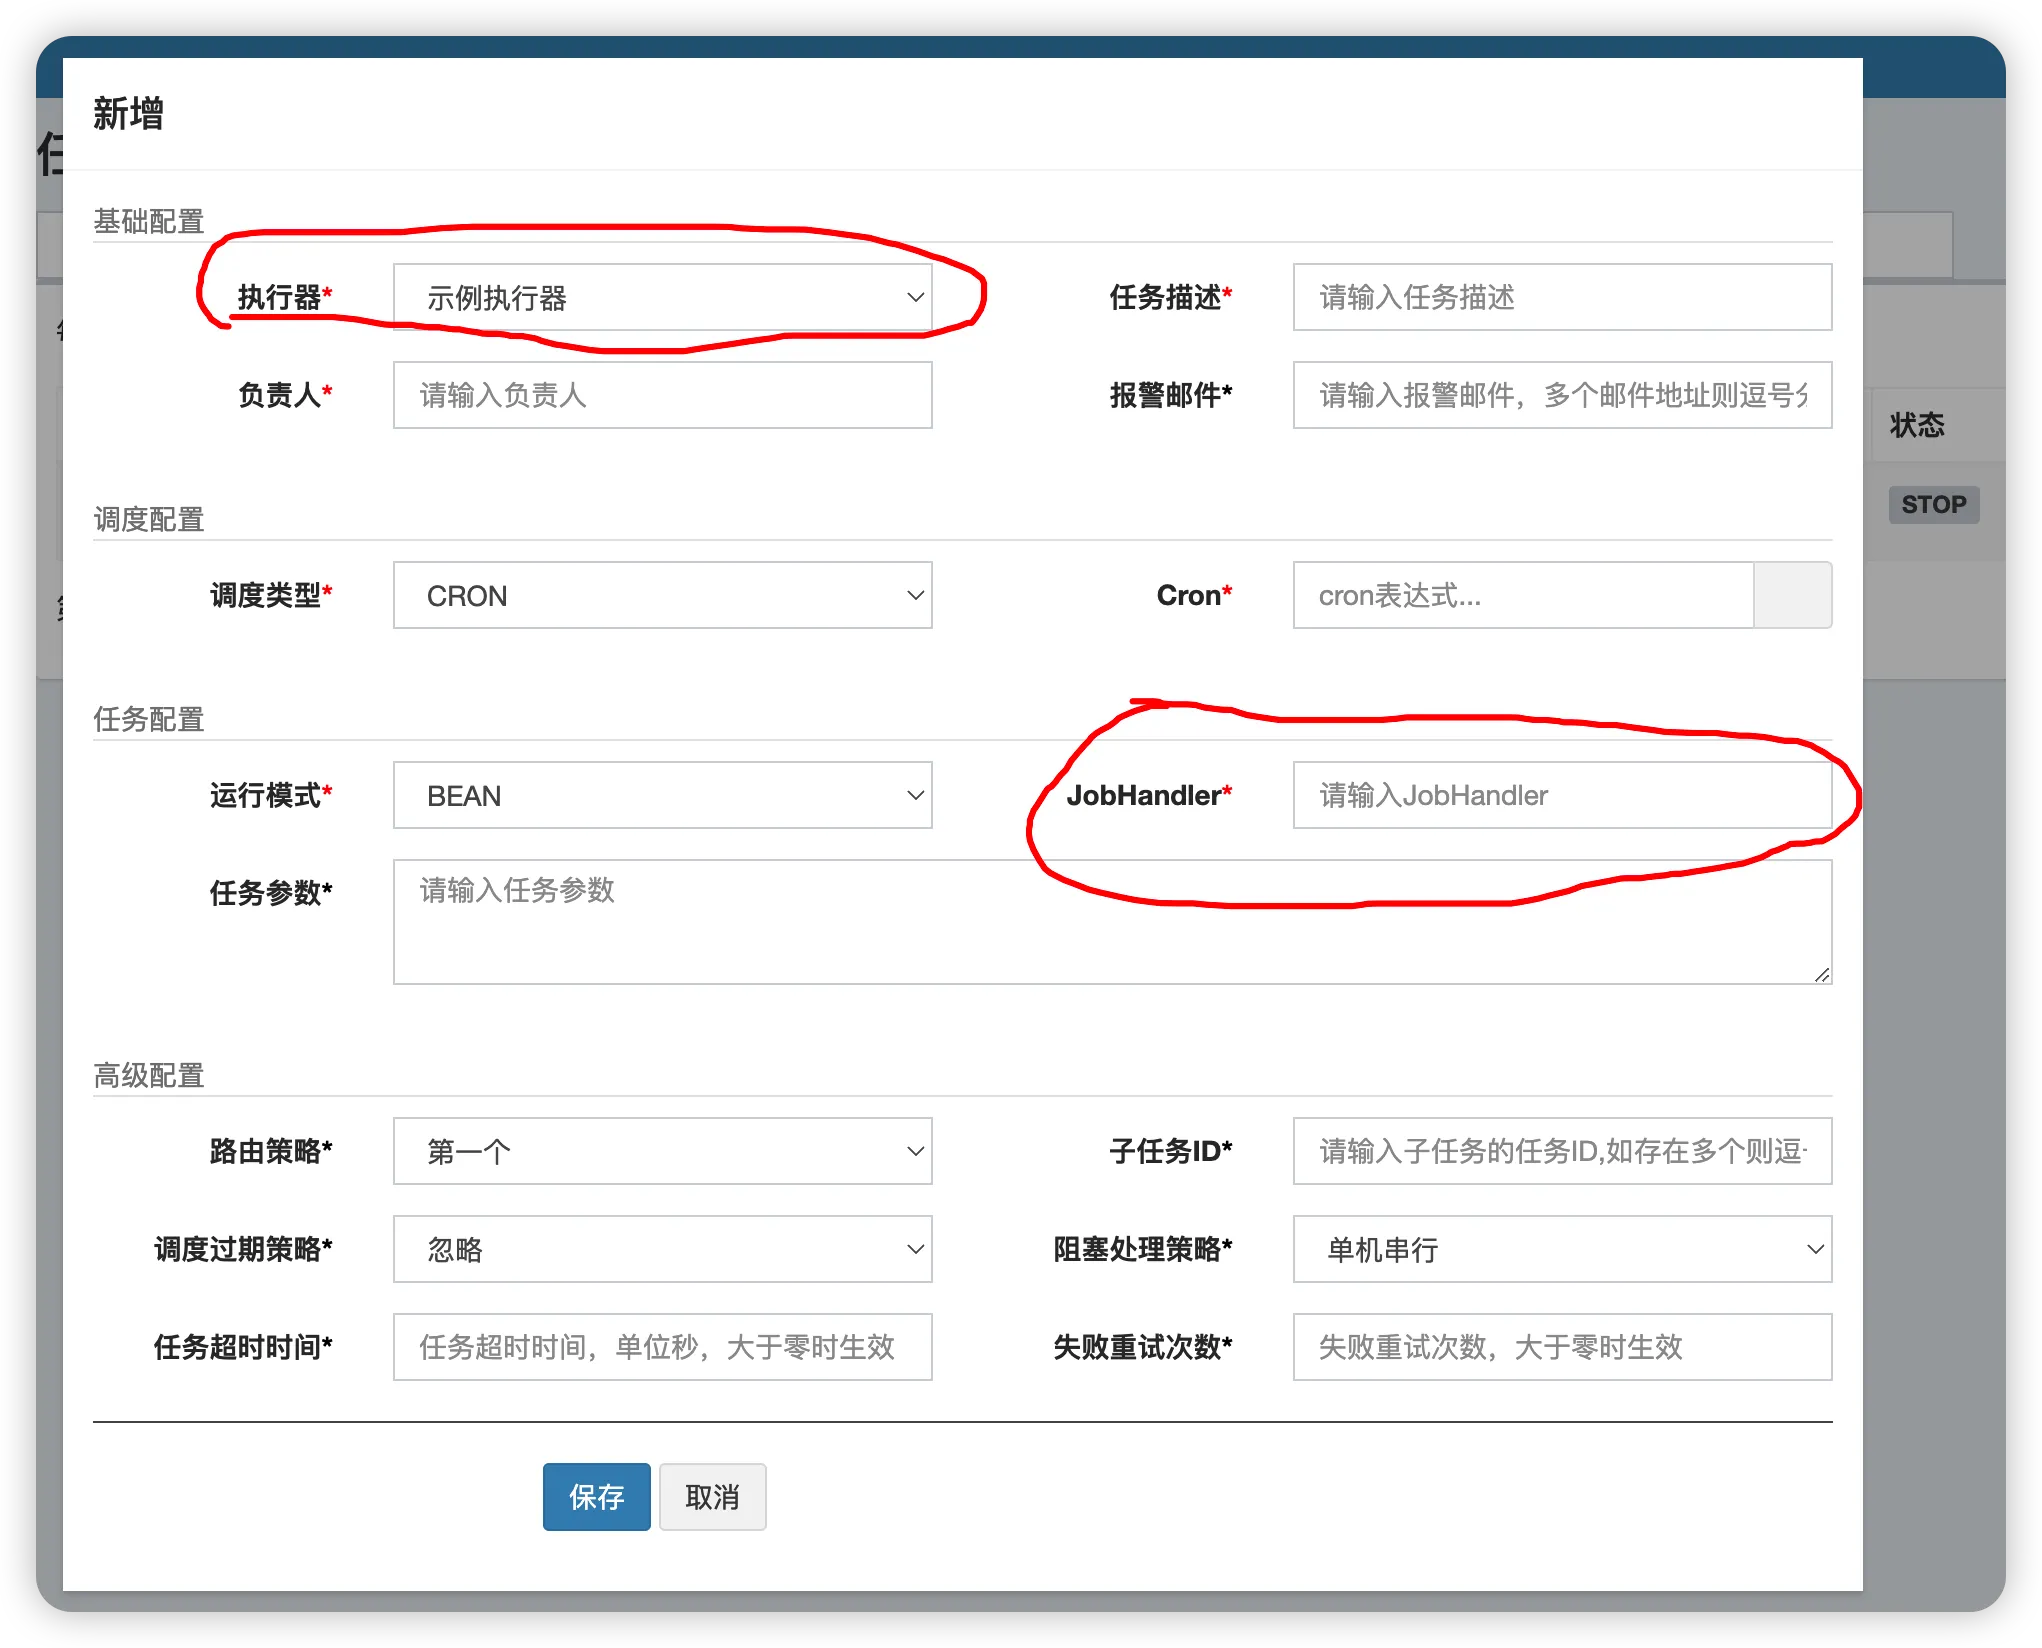 新增
基础配置
执行器* 示例执行器 任务描述* 请输入任务描述
负责人* 请输入负责人 报警邮件* 请输入报警邮件，多个邮件地址则逗号分
状态
调度配置
STOP
调度类型* CRON Cron* cron表达式...
任务配置
运行模式* BEAN JobHandler* 请输入JobHandler
任务参数* 请输入任务参数
高级配置
路由策略* 第一个 子任务ID* 请输入子任务的任务ID,如存在多个则逗
调度过期策略* 忽略 阻塞处理策略* 单机串行
任务超时时间* 任务超时时间，单位秒，大于零时生效 失败重试次数* 失败重试次数，大于零时生效
保存 取消